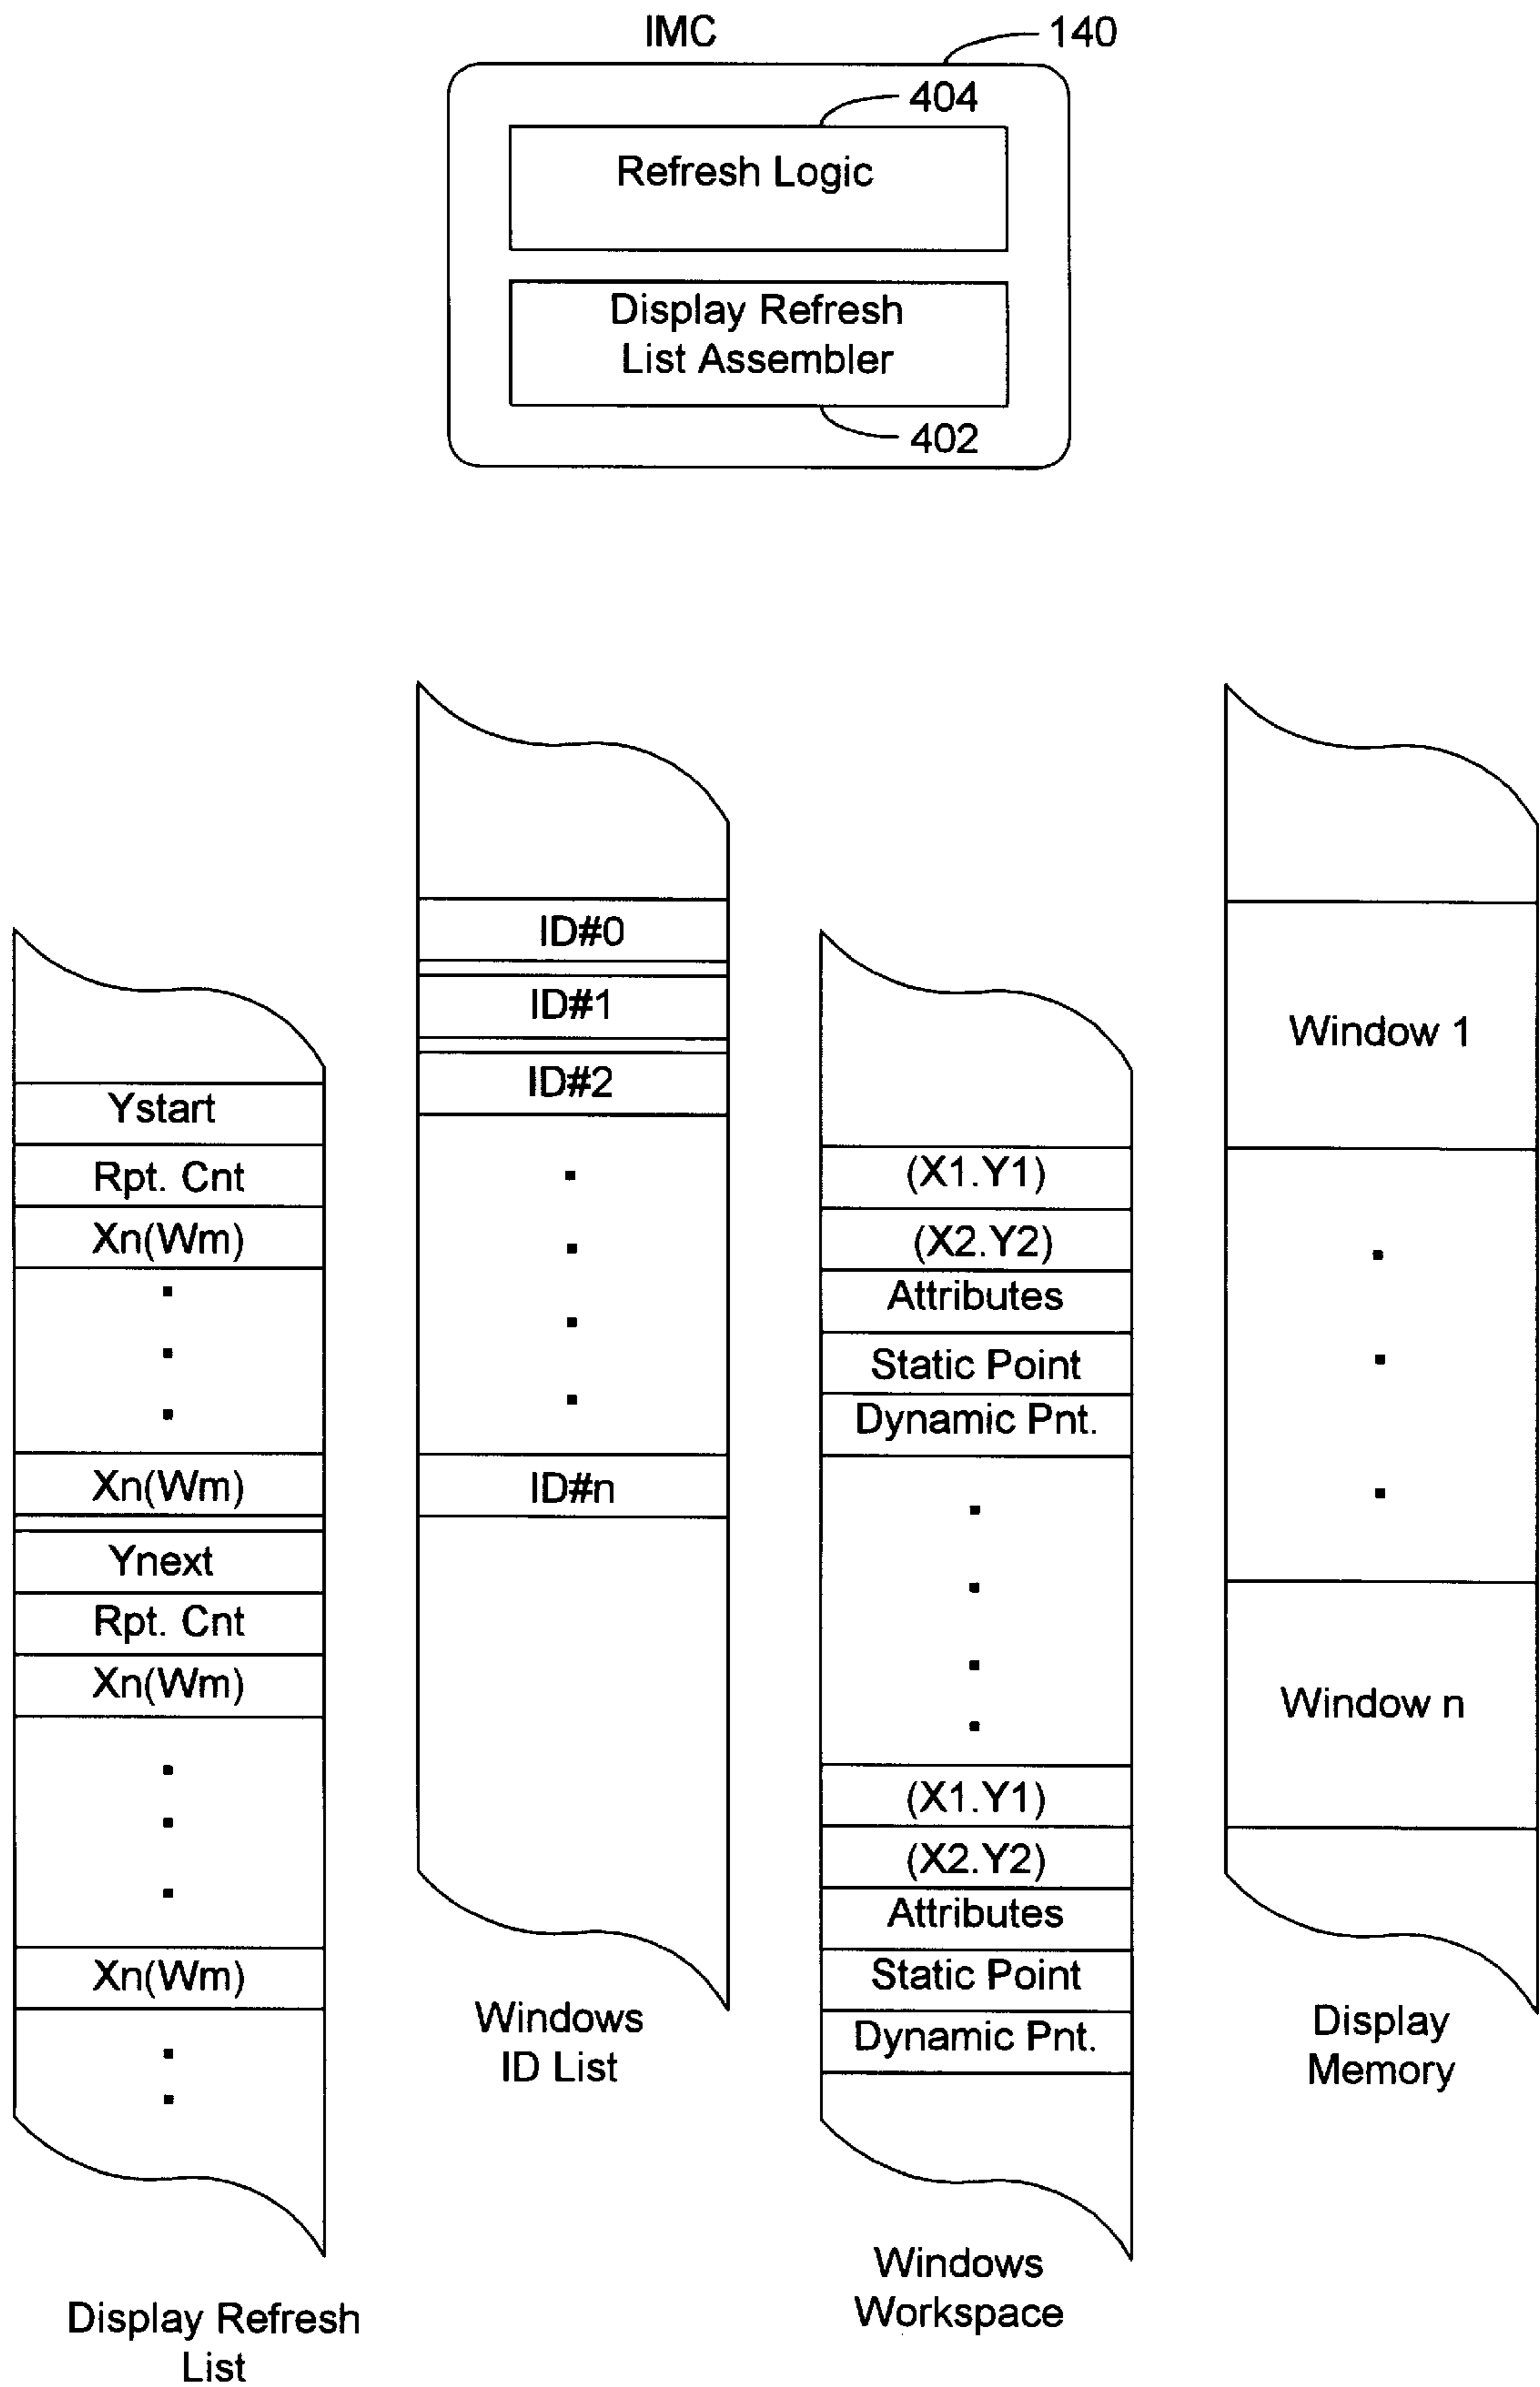 IMC
140
404
Refresh Logic
Display Refresh
List Assembler
402
Ystart
Rpt. Cnt
Xn(Wm)
Xn(Wm)
Ynext
Rpt. Cnt
Xn(Wm)
Xn(Wm)
Display Refresh
List
ID#0
ID#1
ID#2
ID#n
Windows
ID List
(X1.Y1)
(X2.Y2)
Attributes
Static Point
Dynamic Pnt.
(X1.Y1)
(X2.Y2)
Attributes
Static Point
Dynamic Pnt.
Windows
Workspace
Window 1
Window n
Display
Memory